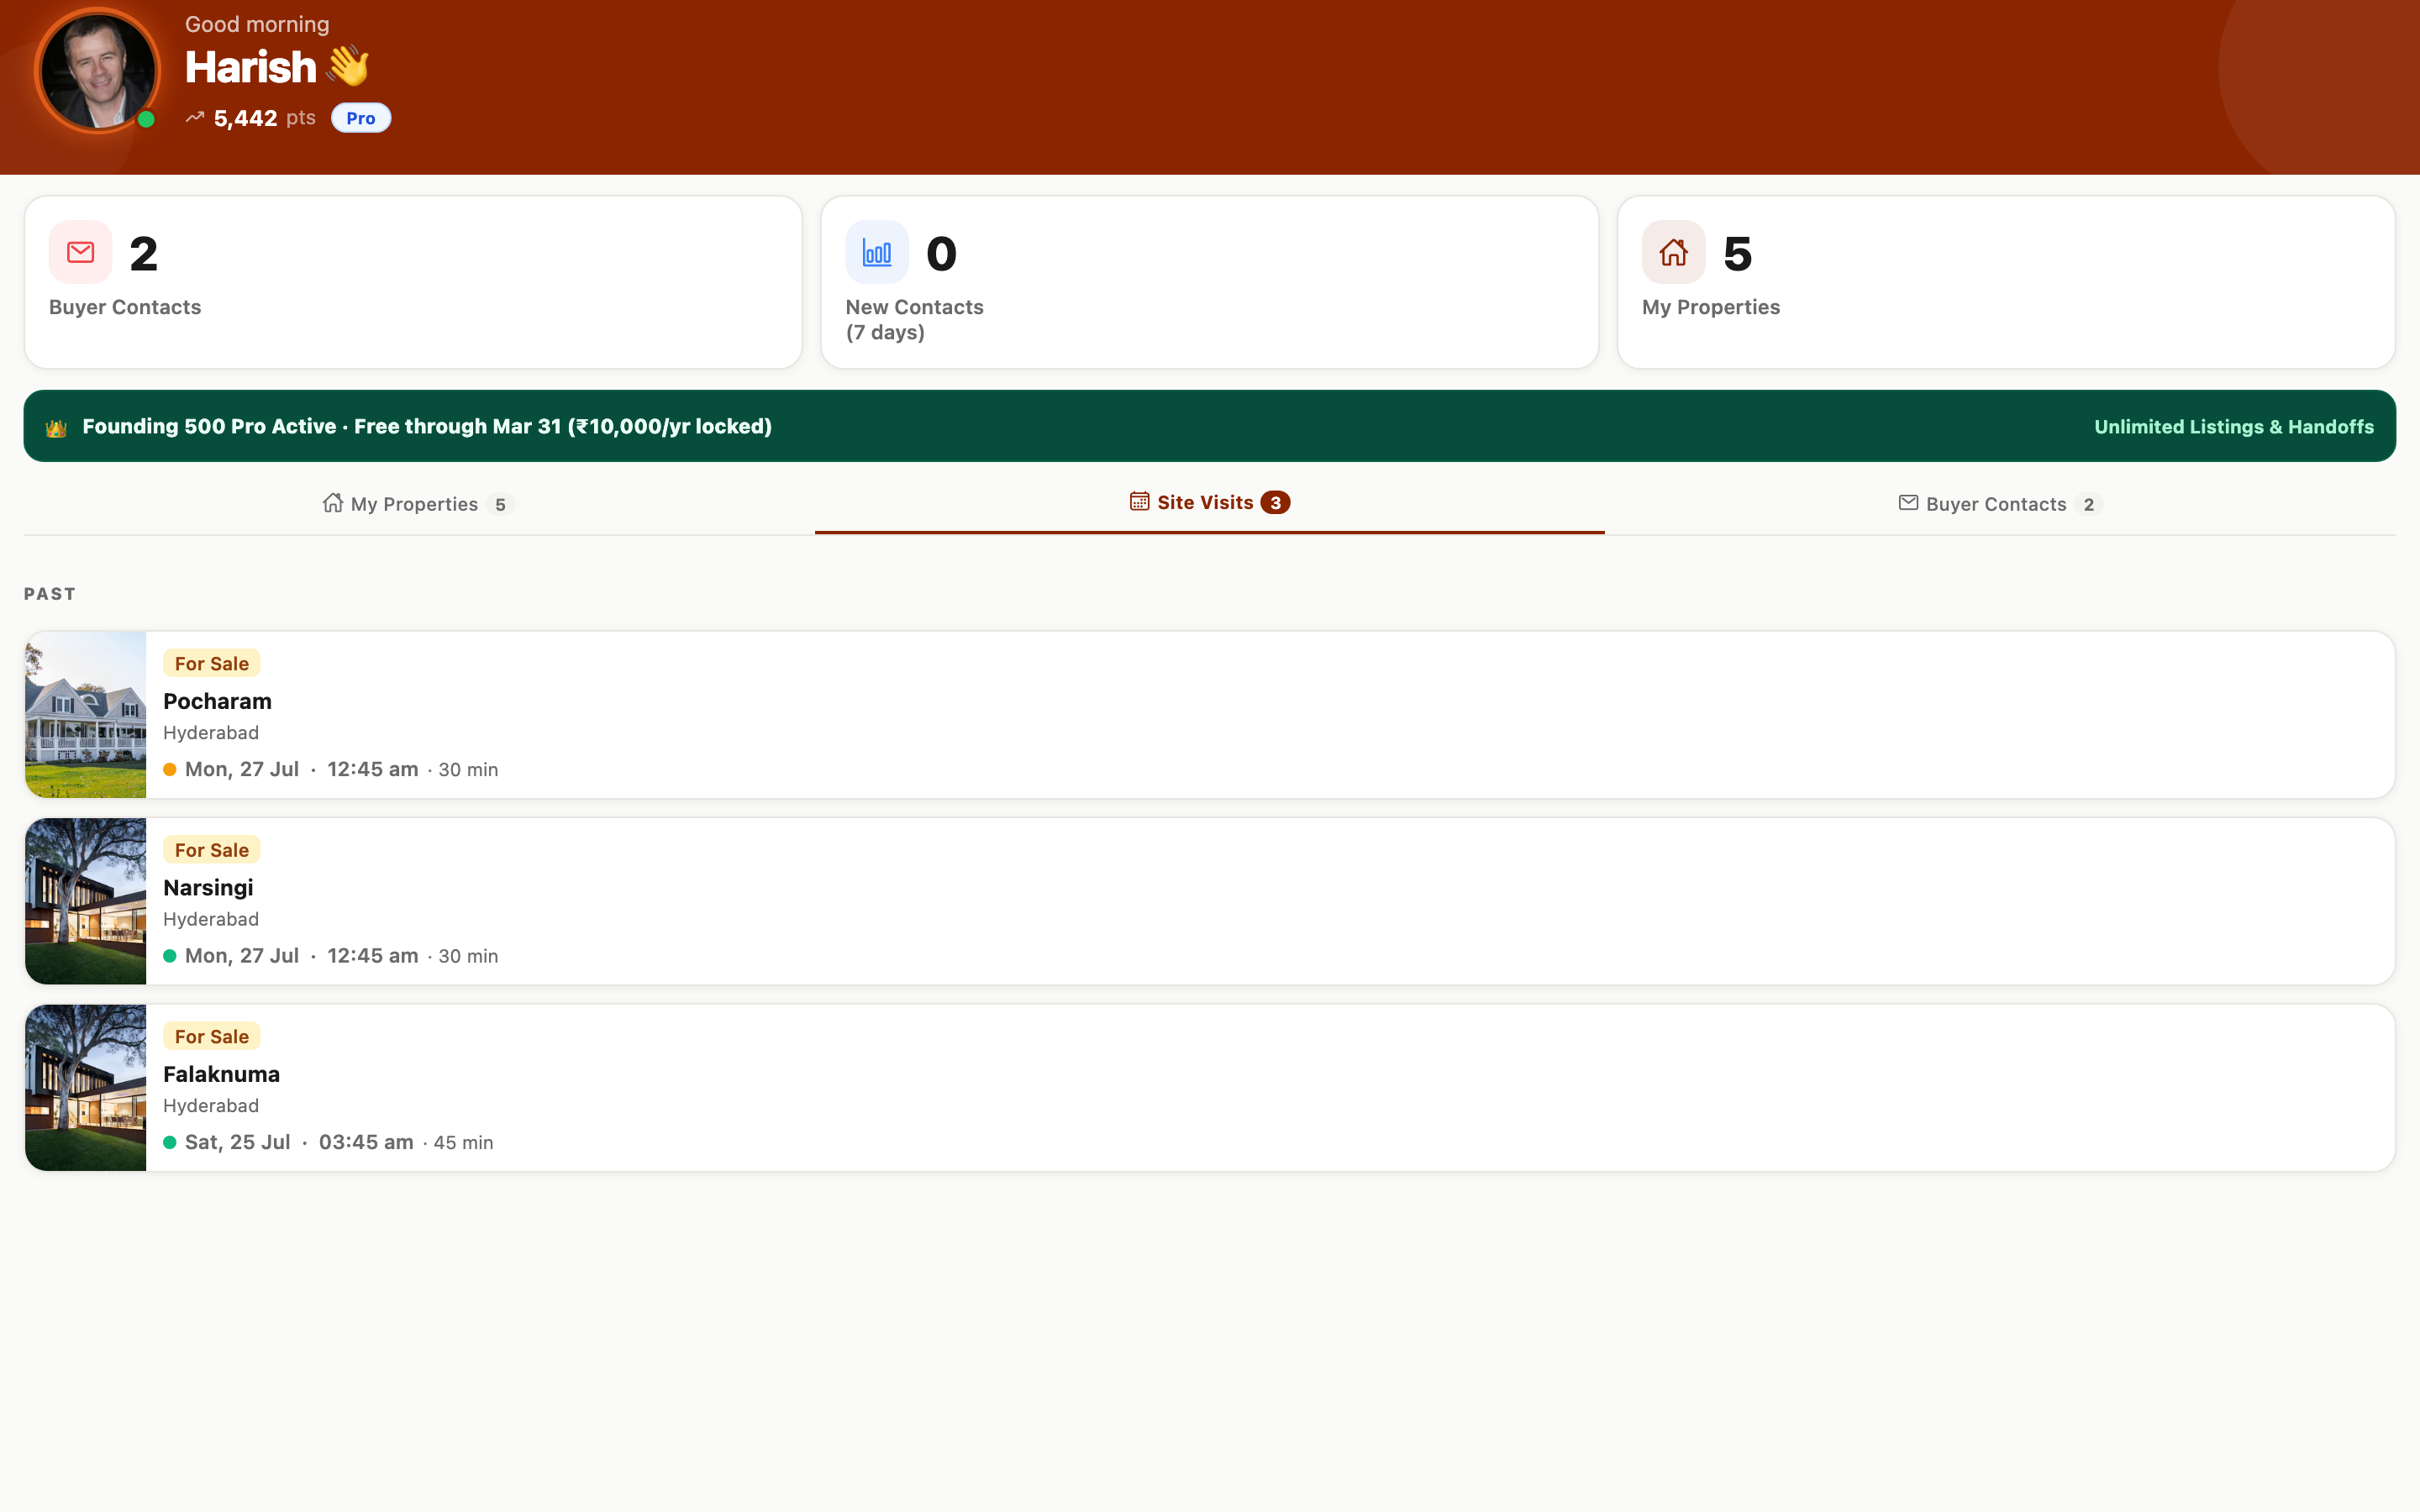 Good morning
Harish 👋
5,442 pts Pro
2
Buyer Contacts
0
New Contacts
(7 days)
5
My Properties
👑 Founding 500 Pro Active · Free through Mar 31 (₹10,000/yr locked)
Unlimited Listings & Handoffs
My Properties 5
Site Visits 3
Buyer Contacts 2
PAST
For Sale
Pocharam
Hyderabad
Mon, 27 Jul · 12:45 am · 30 min
For Sale
Narsingi
Hyderabad
Mon, 27 Jul · 12:45 am · 30 min
For Sale
Falaknuma
Hyderabad
Sat, 25 Jul · 03:45 am · 45 min